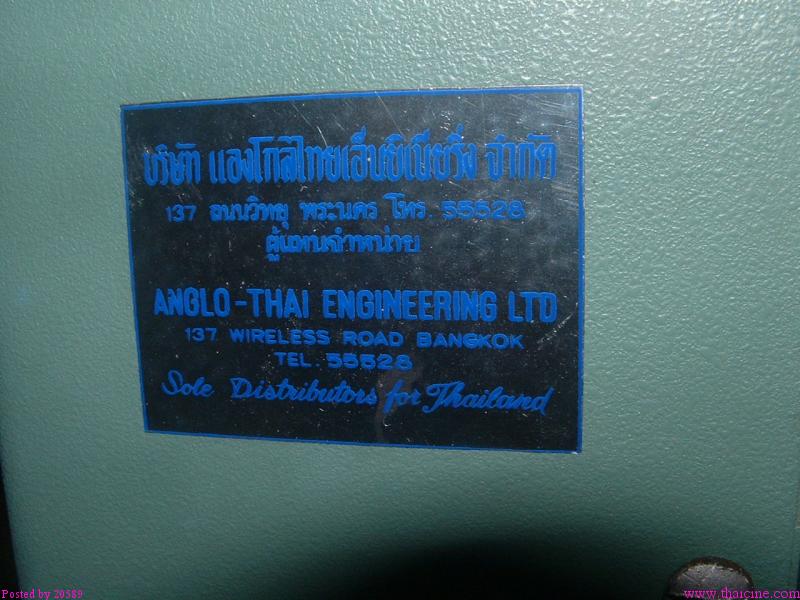 บริษัท แองโกลไทยเอ็นยิเนียริ่ง จำกัด
137 ถนนวิทยุ พระนคร โทร. 55528
ผู้แทนจำหน่าย
ANGLO-THAI ENGINEERING LTD
137 WIRELESS ROAD BANGKOK
TEL. 55528
Sole Distributors for Thailand
Posted by 20589
www.thaicine.com